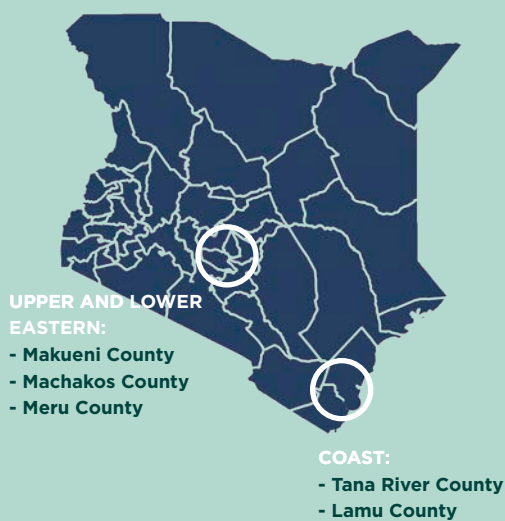 UPPER AND LOWER
EASTERN:
- Makueni County
- Machakos County
- Meru County
COAST:
- Tana River County
- Lamu County